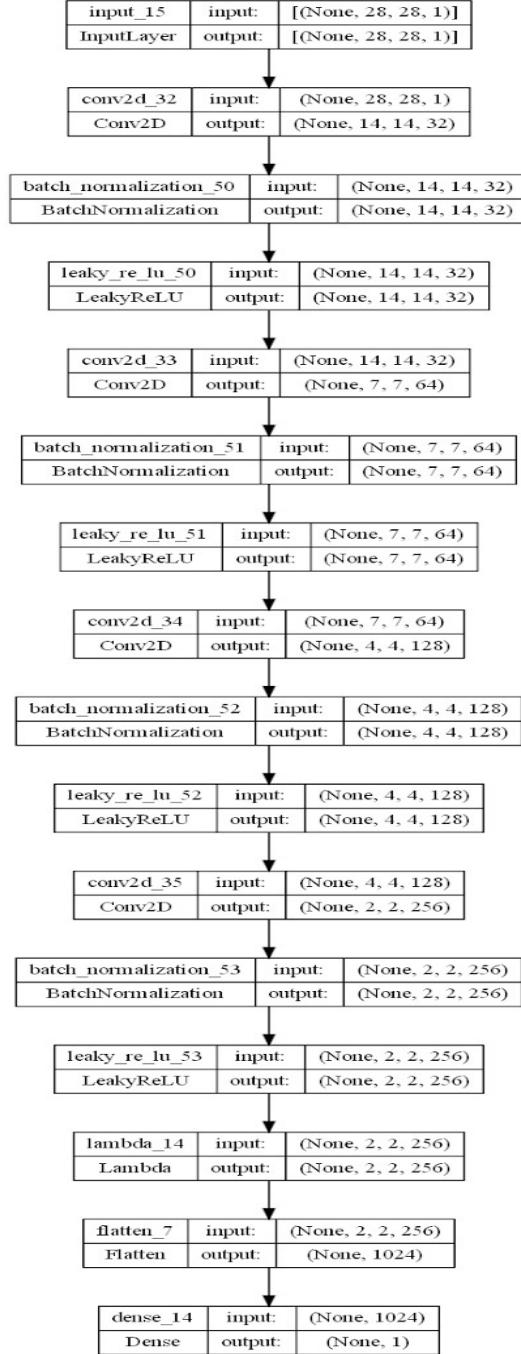 input_15 input: [(None, 28, 28, 1)]
InputLayer output: [(None, 28, 28, 1)]
conv2d_32 input: (None, 28, 28, 1)
Conv2D output: (None, 14, 14, 32)
batch_normalization_50 input: (None, 14, 14, 32)
BatchNormalization output: (None, 14, 14, 32)
leaky_re_lu_50 input: (None, 14, 14, 32)
LeakyReLU output: (None, 14, 14, 32)
conv2d_33 input: (None, 14, 14, 32)
Conv2D output: (None, 7, 7, 64)
batch_normalization_51 input: (None, 7, 7, 64)
BatchNormalization output: (None, 7, 7, 64)
leaky_re_lu_51 input: (None, 7, 7, 64)
LeakyReLU output: (None, 7, 7, 64)
conv2d_34 input: (None, 7, 7, 64)
Conv2D output: (None, 4, 4, 128)
batch_normalization_52 input: (None, 4, 4, 128)
BatchNormalization output: (None, 4, 4, 128)
leaky_re_lu_52 input: (None, 4, 4, 128)
LeakyReLU output: (None, 4, 4, 128)
conv2d_35 input: (None, 4, 4, 128)
Conv2D output: (None, 2, 2, 256)
batch_normalization_53 input: (None, 2, 2, 256)
BatchNormalization output: (None, 2, 2, 256)
leaky_re_lu_53 input: (None, 2, 2, 256)
LeakyReLU output: (None, 2, 2, 256)
lambda_14 input: (None, 2, 2, 256)
Lambda output: (None, 2, 2, 256)
flatten_7 input: (None, 2, 2, 256)
Flatten output: (None, 1024)
dense_14 input: (None, 1024)
Dense output: (None, 1)